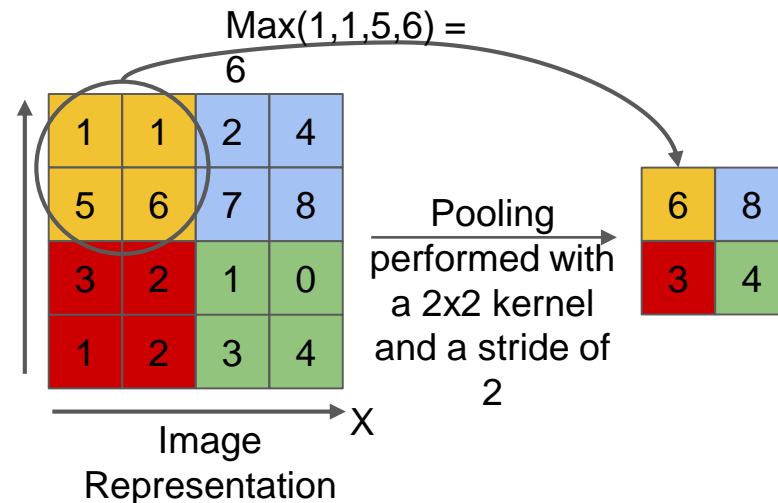 Max(1,1,5,6) =
6
1 1 2 4
5 6 7 8
3 2 1 0
1 2 3 4
X
Image
Representation
Pooling
performed with
a 2x2 kernel
and a stride of
2
6 8
3 4